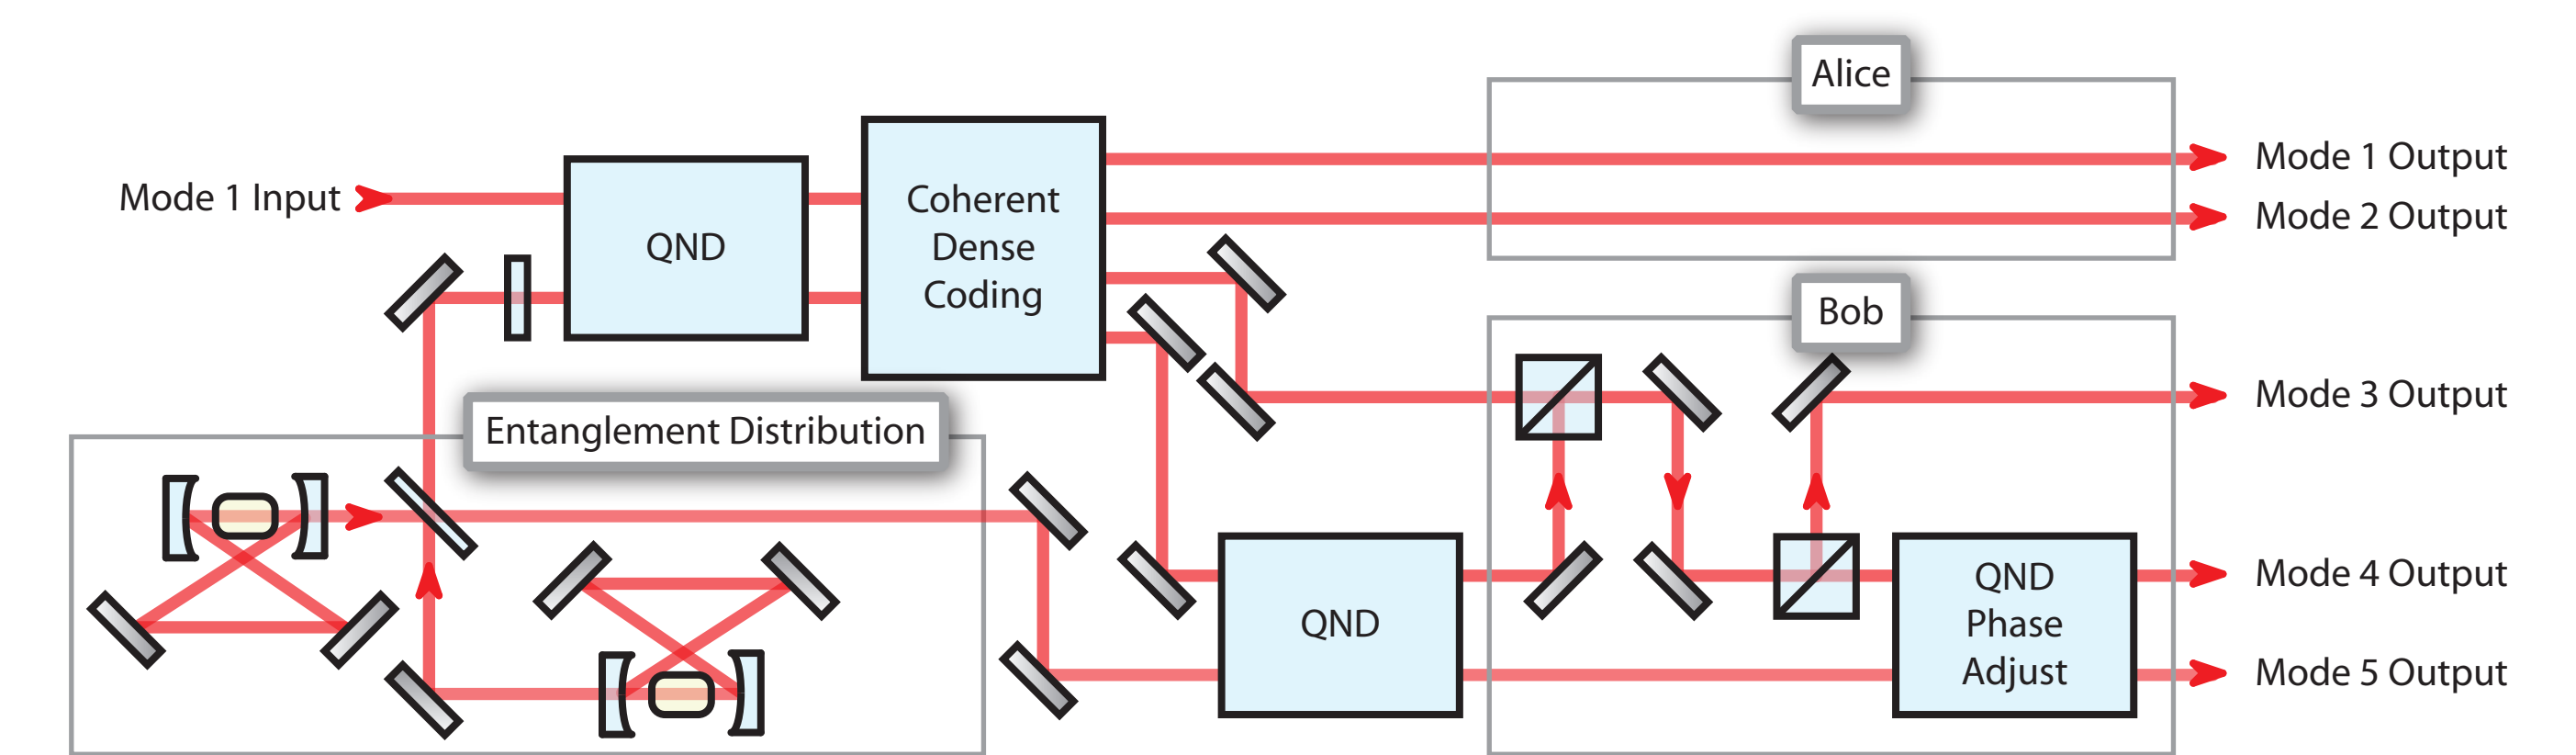 Alice
Mode 1 Output
Mode 1 Input
Coherent
Dense
Coding
QND
Mode 2 Output
Bob
Entanglement Distribution
Mode 3 Output
QND
QND
Phase
Adjust
Mode 4 Output
Mode 5 Output